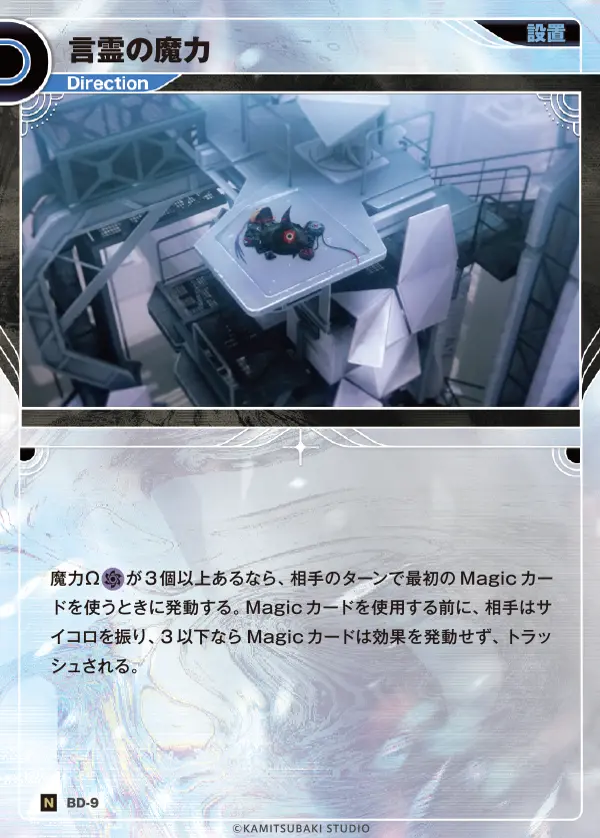 設置
言霊の魔力
Direction
魔力Ωが3個以上あるなら、相手のターンで最初のMagicカー
ドを使うときに発動する。Magicカードを使用する前に、相手はサ
イコロを振り、3以下ならMagicカードは効果を発動せず、トラッ
シュされる。
N BD-9
©KAMITSUBAKI STUDIO